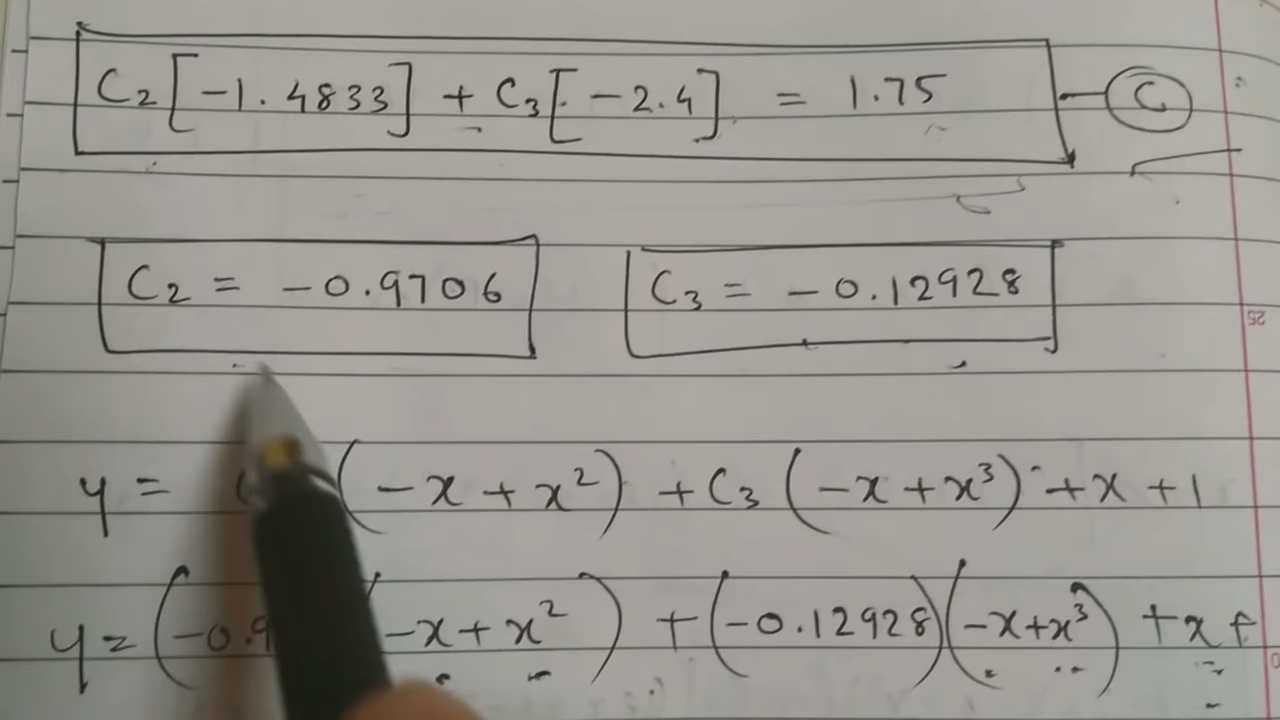 C₂[-1.4833] + C₃[-2.4] = 1.75 — C
C₂ = -0.9706 C₃ = -0.12928
y = (-x + x²) + C₃(-x + x³) + x + 1
y = (-0.9 -x + x²) + (-0.12928)(-x + x³) + x +
25